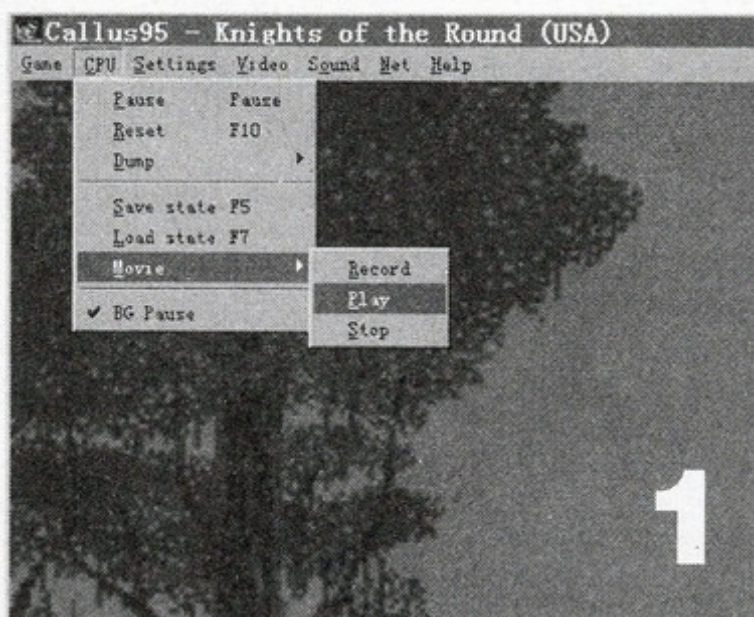 Callus95 - Knights of the Round (USA)
Game CPU Settings Video Sound Net Help
Pause Pause
Reset F10
Dump
Save state F5
Load state F7
Movie
BG Pause
Record
Play
Stop
1